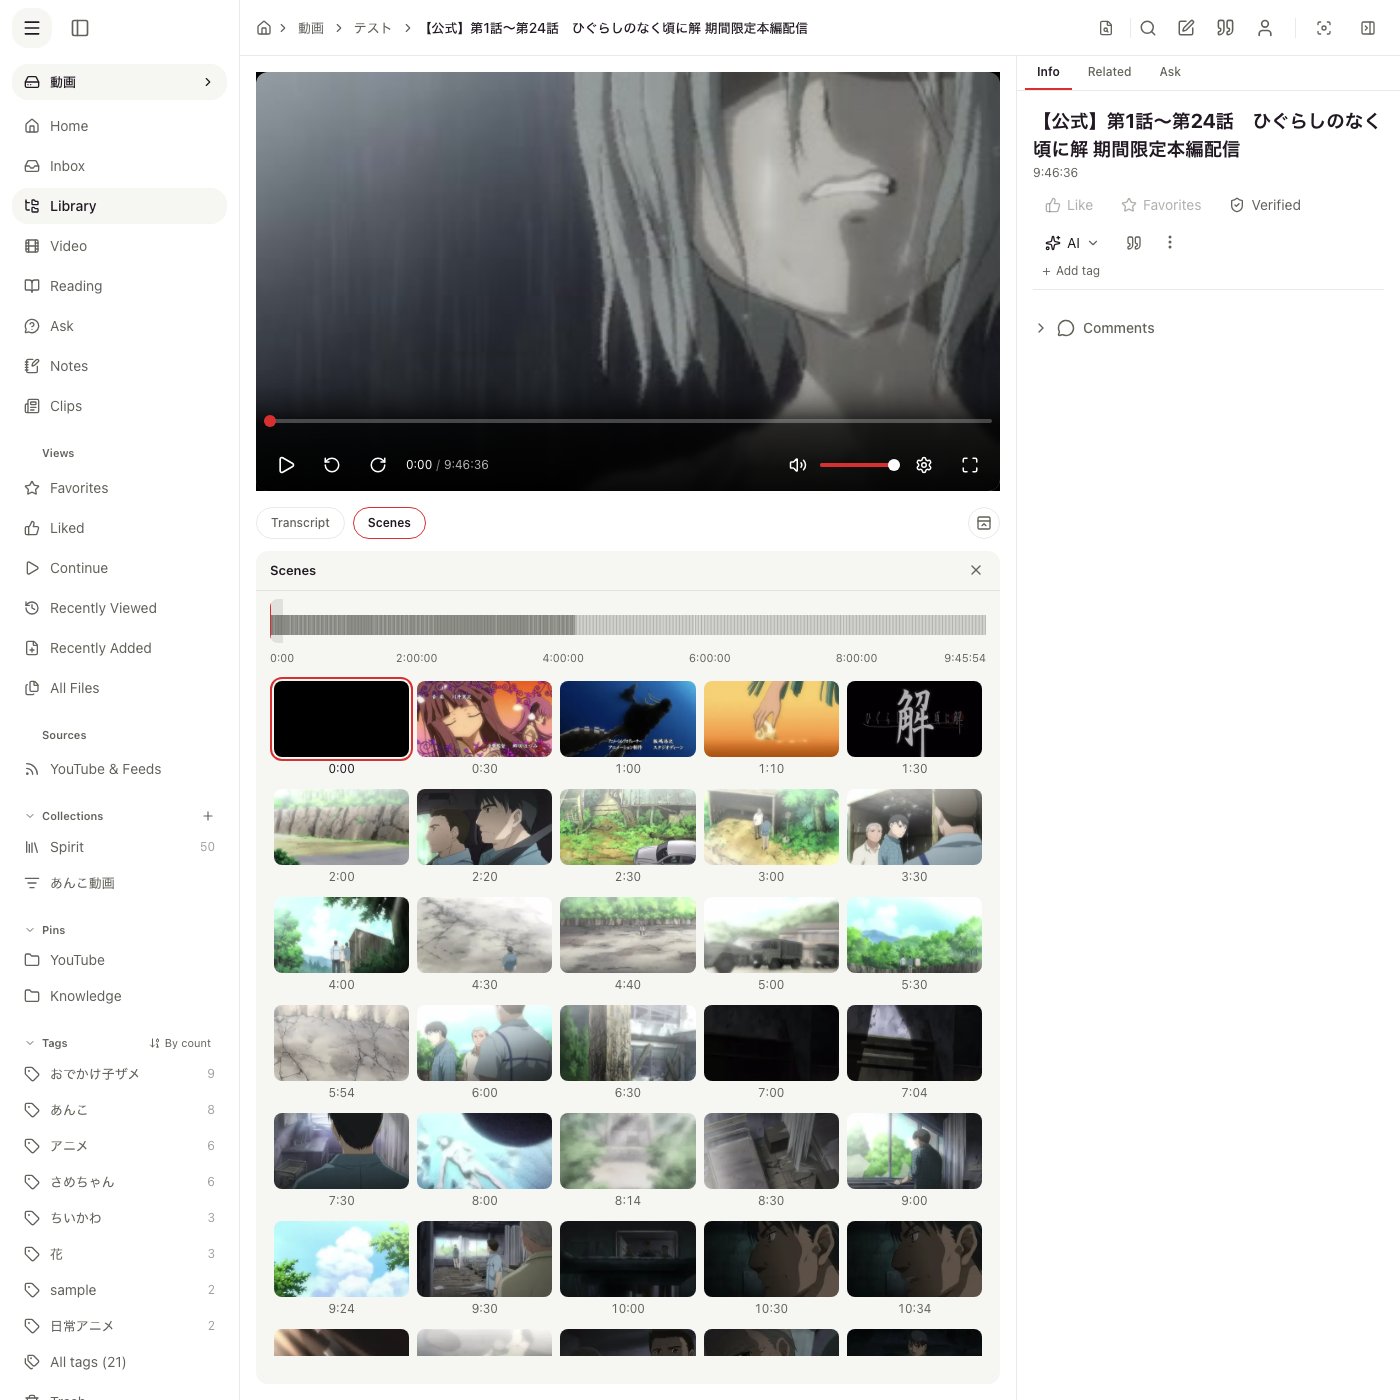 動画
Home
Inbox
Library
Video
Reading
Ask
Notes
Clips
Views
Favorites
Liked
Continue
Recently Viewed
Recently Added
All Files
Sources
YouTube & Feeds
Collections
Spirit 50
あんこ動画
Pins
YouTube
Knowledge
Tags By count
おでかけ子ザメ 9
あんこ 8
アニメ 6
さめちゃん 6
ちいかわ 3
花 3
sample 2
日常アニメ 2
All tags (21)
動画 テスト 【公式】第1話〜第24話　ひぐらしのなく頃に解 期間限定本編配信
0:00 / 9:46:36
Transcript Scenes
Scenes
0:00 2:00:00 4:00:00 6:00:00 8:00:00 9:45:54
解
0:00 0:30 1:00 1:10 1:30
2:00 2:20 2:30 3:00 3:30
4:00 4:30 4:40 5:00 5:30
5:54 6:00 6:30 7:00 7:04
7:30 8:00 8:14 8:30 9:00
9:24 9:30 10:00 10:30 10:34
Info Related Ask
【公式】第1話〜第24話　ひぐらしのなく
頃に解 期間限定本編配信
9:46:36
Like Favorites Verified
AI
+ Add tag
Comments